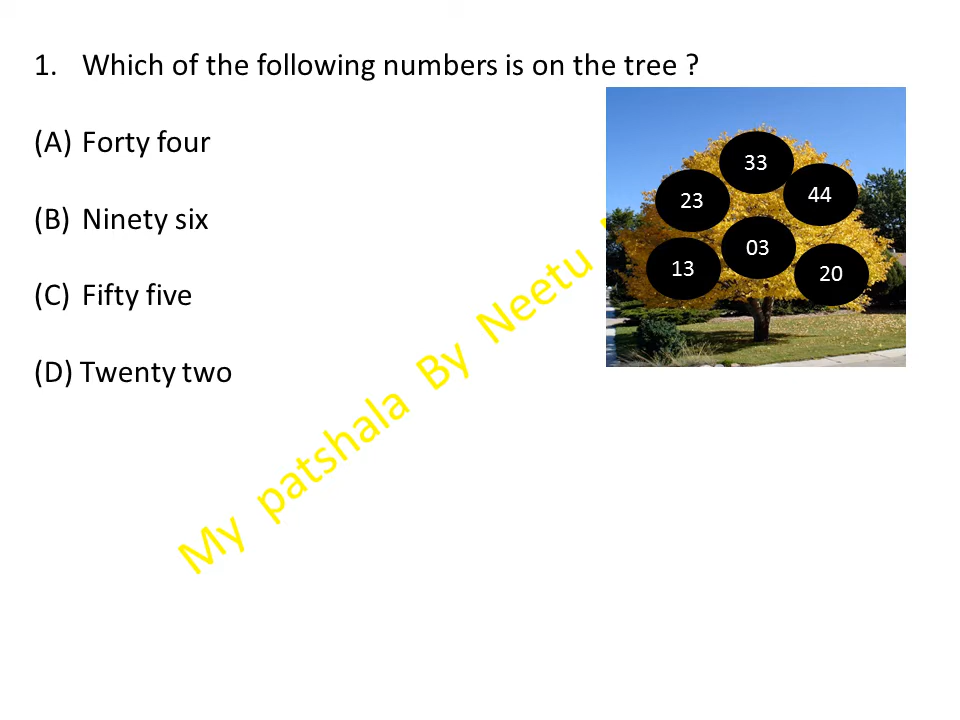 1. Which of the following numbers is on the tree ?
(A) Forty four
(B) Ninety six
(C) Fifty five
(D) Twenty two
33
23
44
03
13
20
My patshala By Neetu